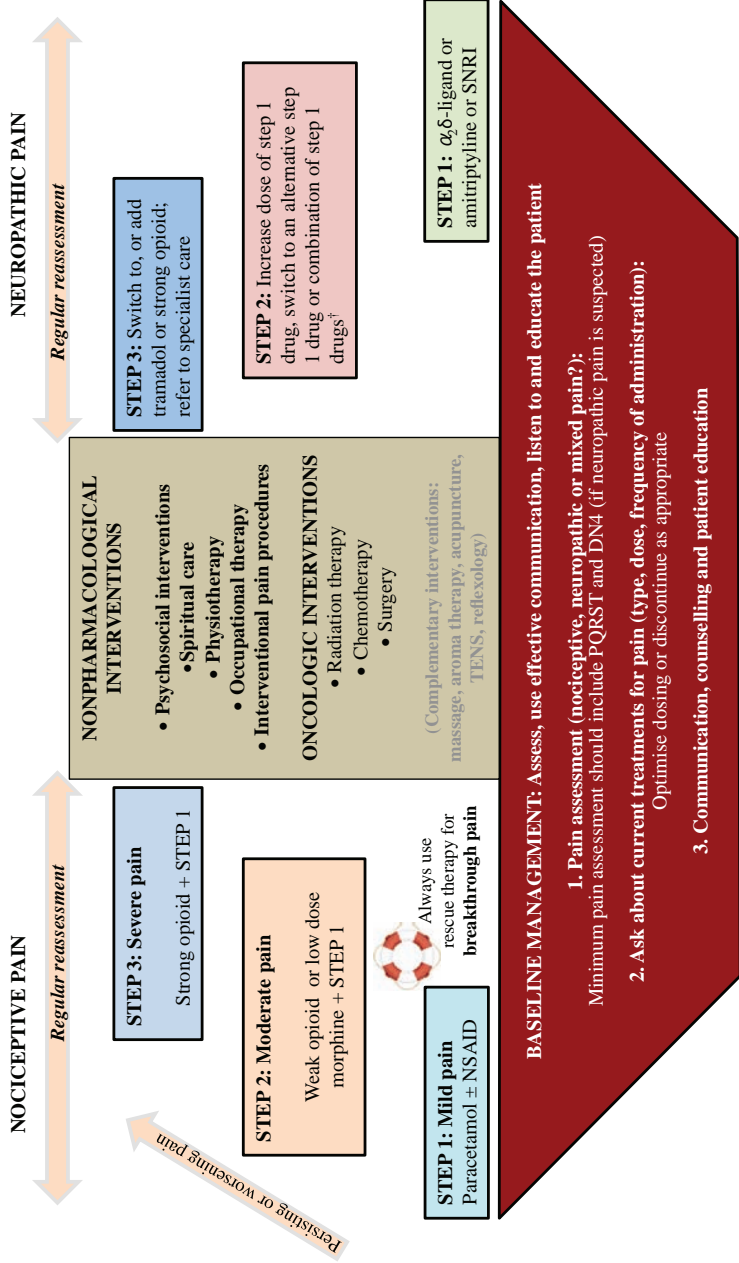 NOCICEPTIVE PAIN
Regular reassessment
Persisting or worsening pain
STEP 3: Severe pain
Strong opioid + STEP 1
STEP 2: Moderate pain
Weak opioid or low dose
morphine + STEP 1
STEP 1: Mild pain
Paracetamol ± NSAID
Always use
rescue therapy for
breakthrough pain
NONPHARMACOLOGICAL
INTERVENTIONS
• Psychosocial interventions
• Spiritual care
• Physiotherapy
• Occupational therapy
• Interventional pain procedures
ONCOLOGIC INTERVENTIONS
• Radiation therapy
• Chemotherapy
• Surgery
(Complementary interventions:
massage, aroma therapy, acupuncture,
TENS, reflexology)
NEUROPATHIC PAIN
Regular reassessment
STEP 3: Switch to, or add
tramadol or strong opioid;
refer to specialist care
STEP 2: Increase dose of step 1
drug, switch to an alternative step
1 drug or combination of step 1
drugs†
STEP 1: α₂δ-ligand or
amitriptyline or SNRI
BASELINE MANAGEMENT: Assess, use effective communication, listen to and educate the patient
1. Pain assessment (nociceptive, neuropathic or mixed pain?):
Minimum pain assessment should include PQRST and DN4 (if neuropathic pain is suspected)
2. Ask about current treatments for pain (type, dose, frequency of administration):
Optimise dosing or discontinue as appropriate
3. Communication, counselling and patient education